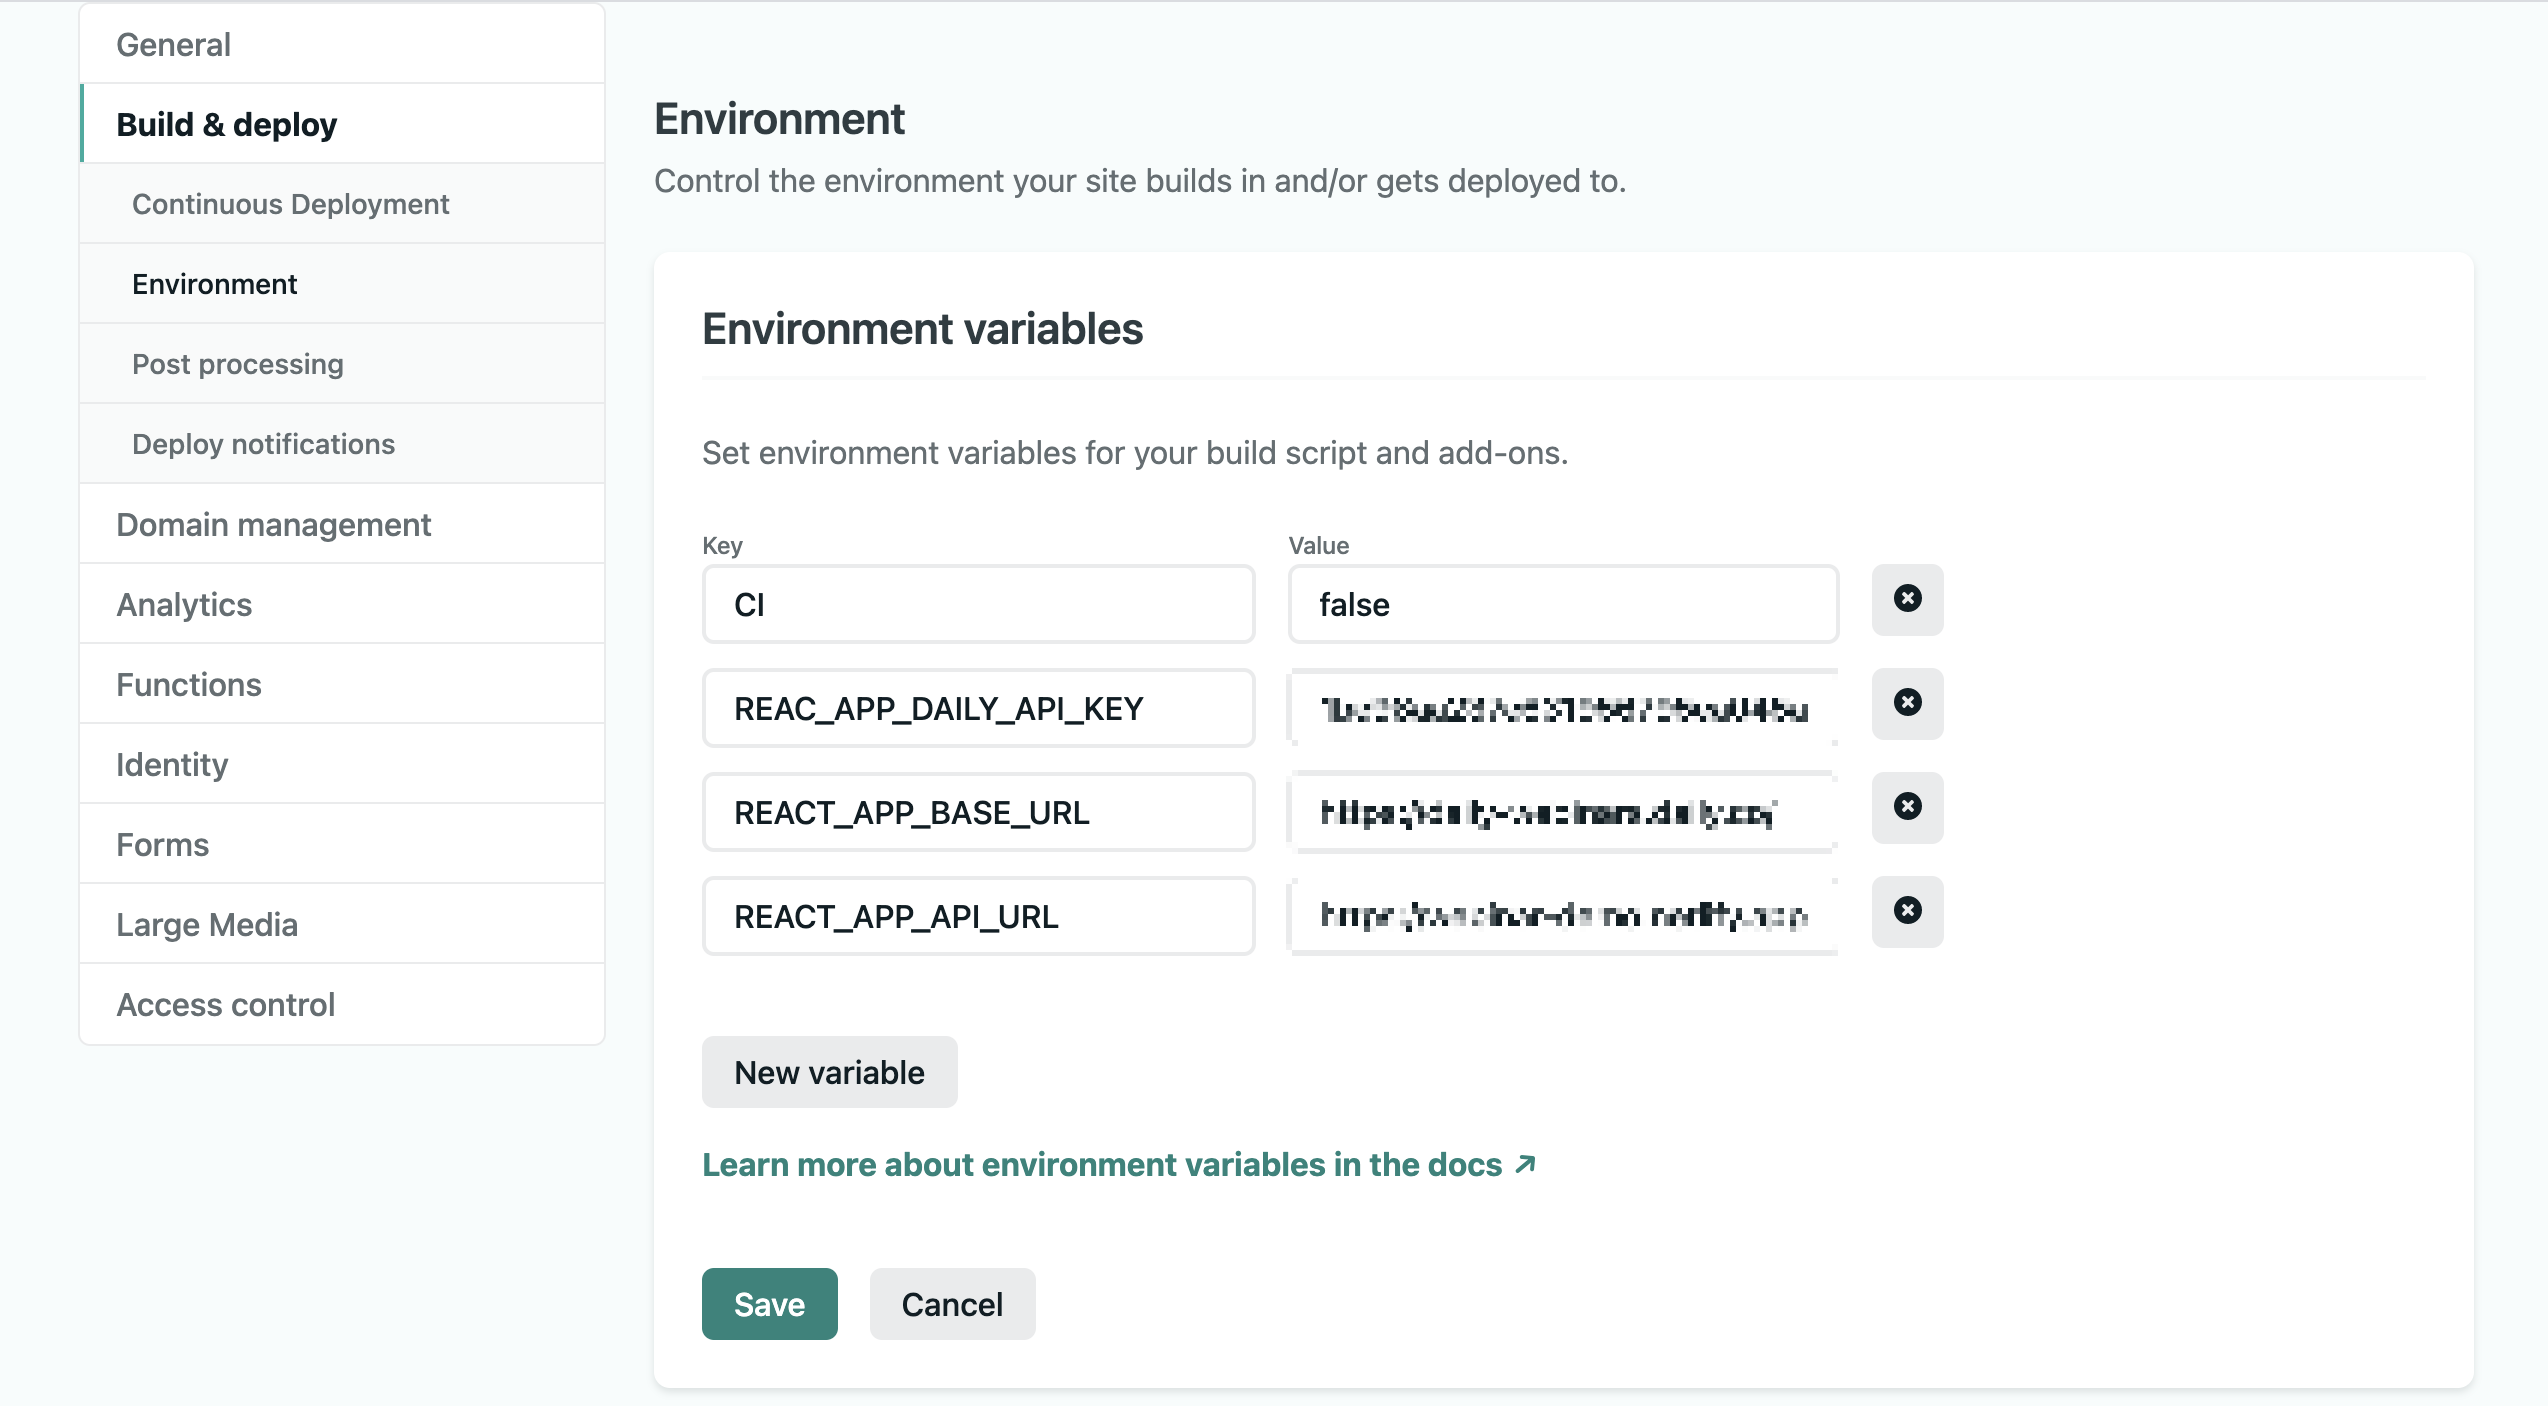 General
Build & deploy
Continuous Deployment
Environment
Post processing
Deploy notifications
Domain management
Analytics
Functions
Identity
Forms
Large Media
Access control
Environment
Control the environment your site builds in and/or gets deployed to.
Environment variables
Set environment variables for your build script and add-ons.
Key Value
CI false
REAC_APP_DAILY_API_KEY
REACT_APP_BASE_URL
REACT_APP_API_URL
New variable
Learn more about environment variables in the docs
Save Cancel